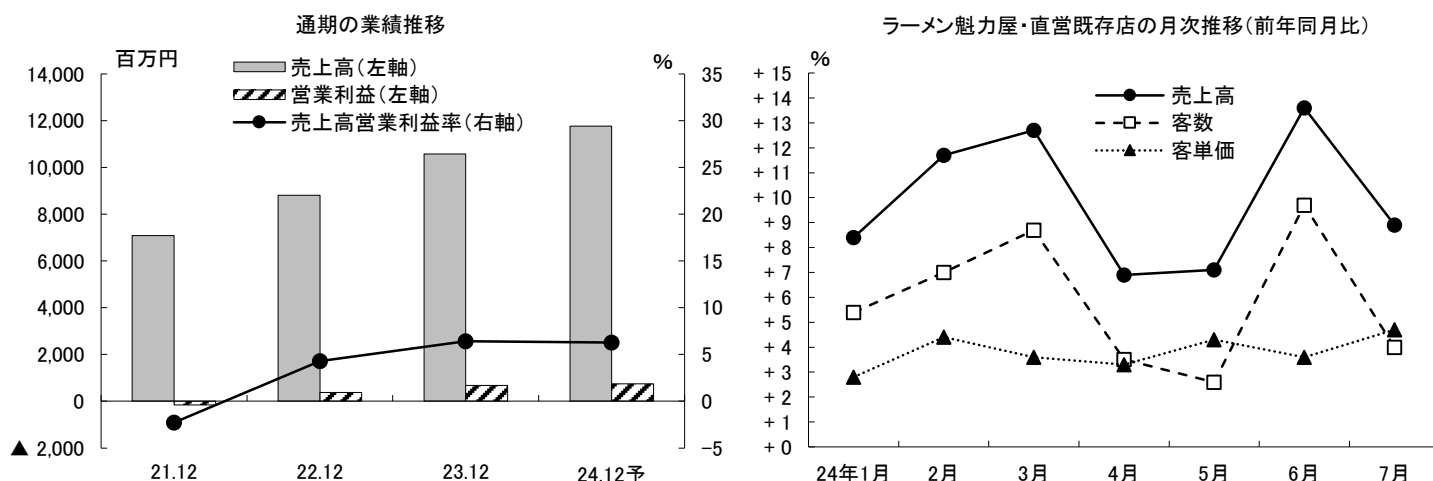 通期の業績推移
百万円
%
売上高(左軸)
営業利益(左軸)
売上高営業利益率(右軸)
14,000
12,000
10,000
8,000
6,000
4,000
2,000
0
▲ 2,000
35
30
25
20
15
10
5
0
-5
21.12
22.12
23.12
24.12予
ラーメン魁力屋・直営既存店の月次推移(前年同月比)
%
売上高
客数
客単価
+ 15
+ 14
+ 13
+ 12
+ 11
+ 10
+ 9
+ 8
+ 7
+ 6
+ 5
+ 4
+ 3
+ 2
+ 1
+ 0
24年1月
2月
3月
4月
5月
6月
7月